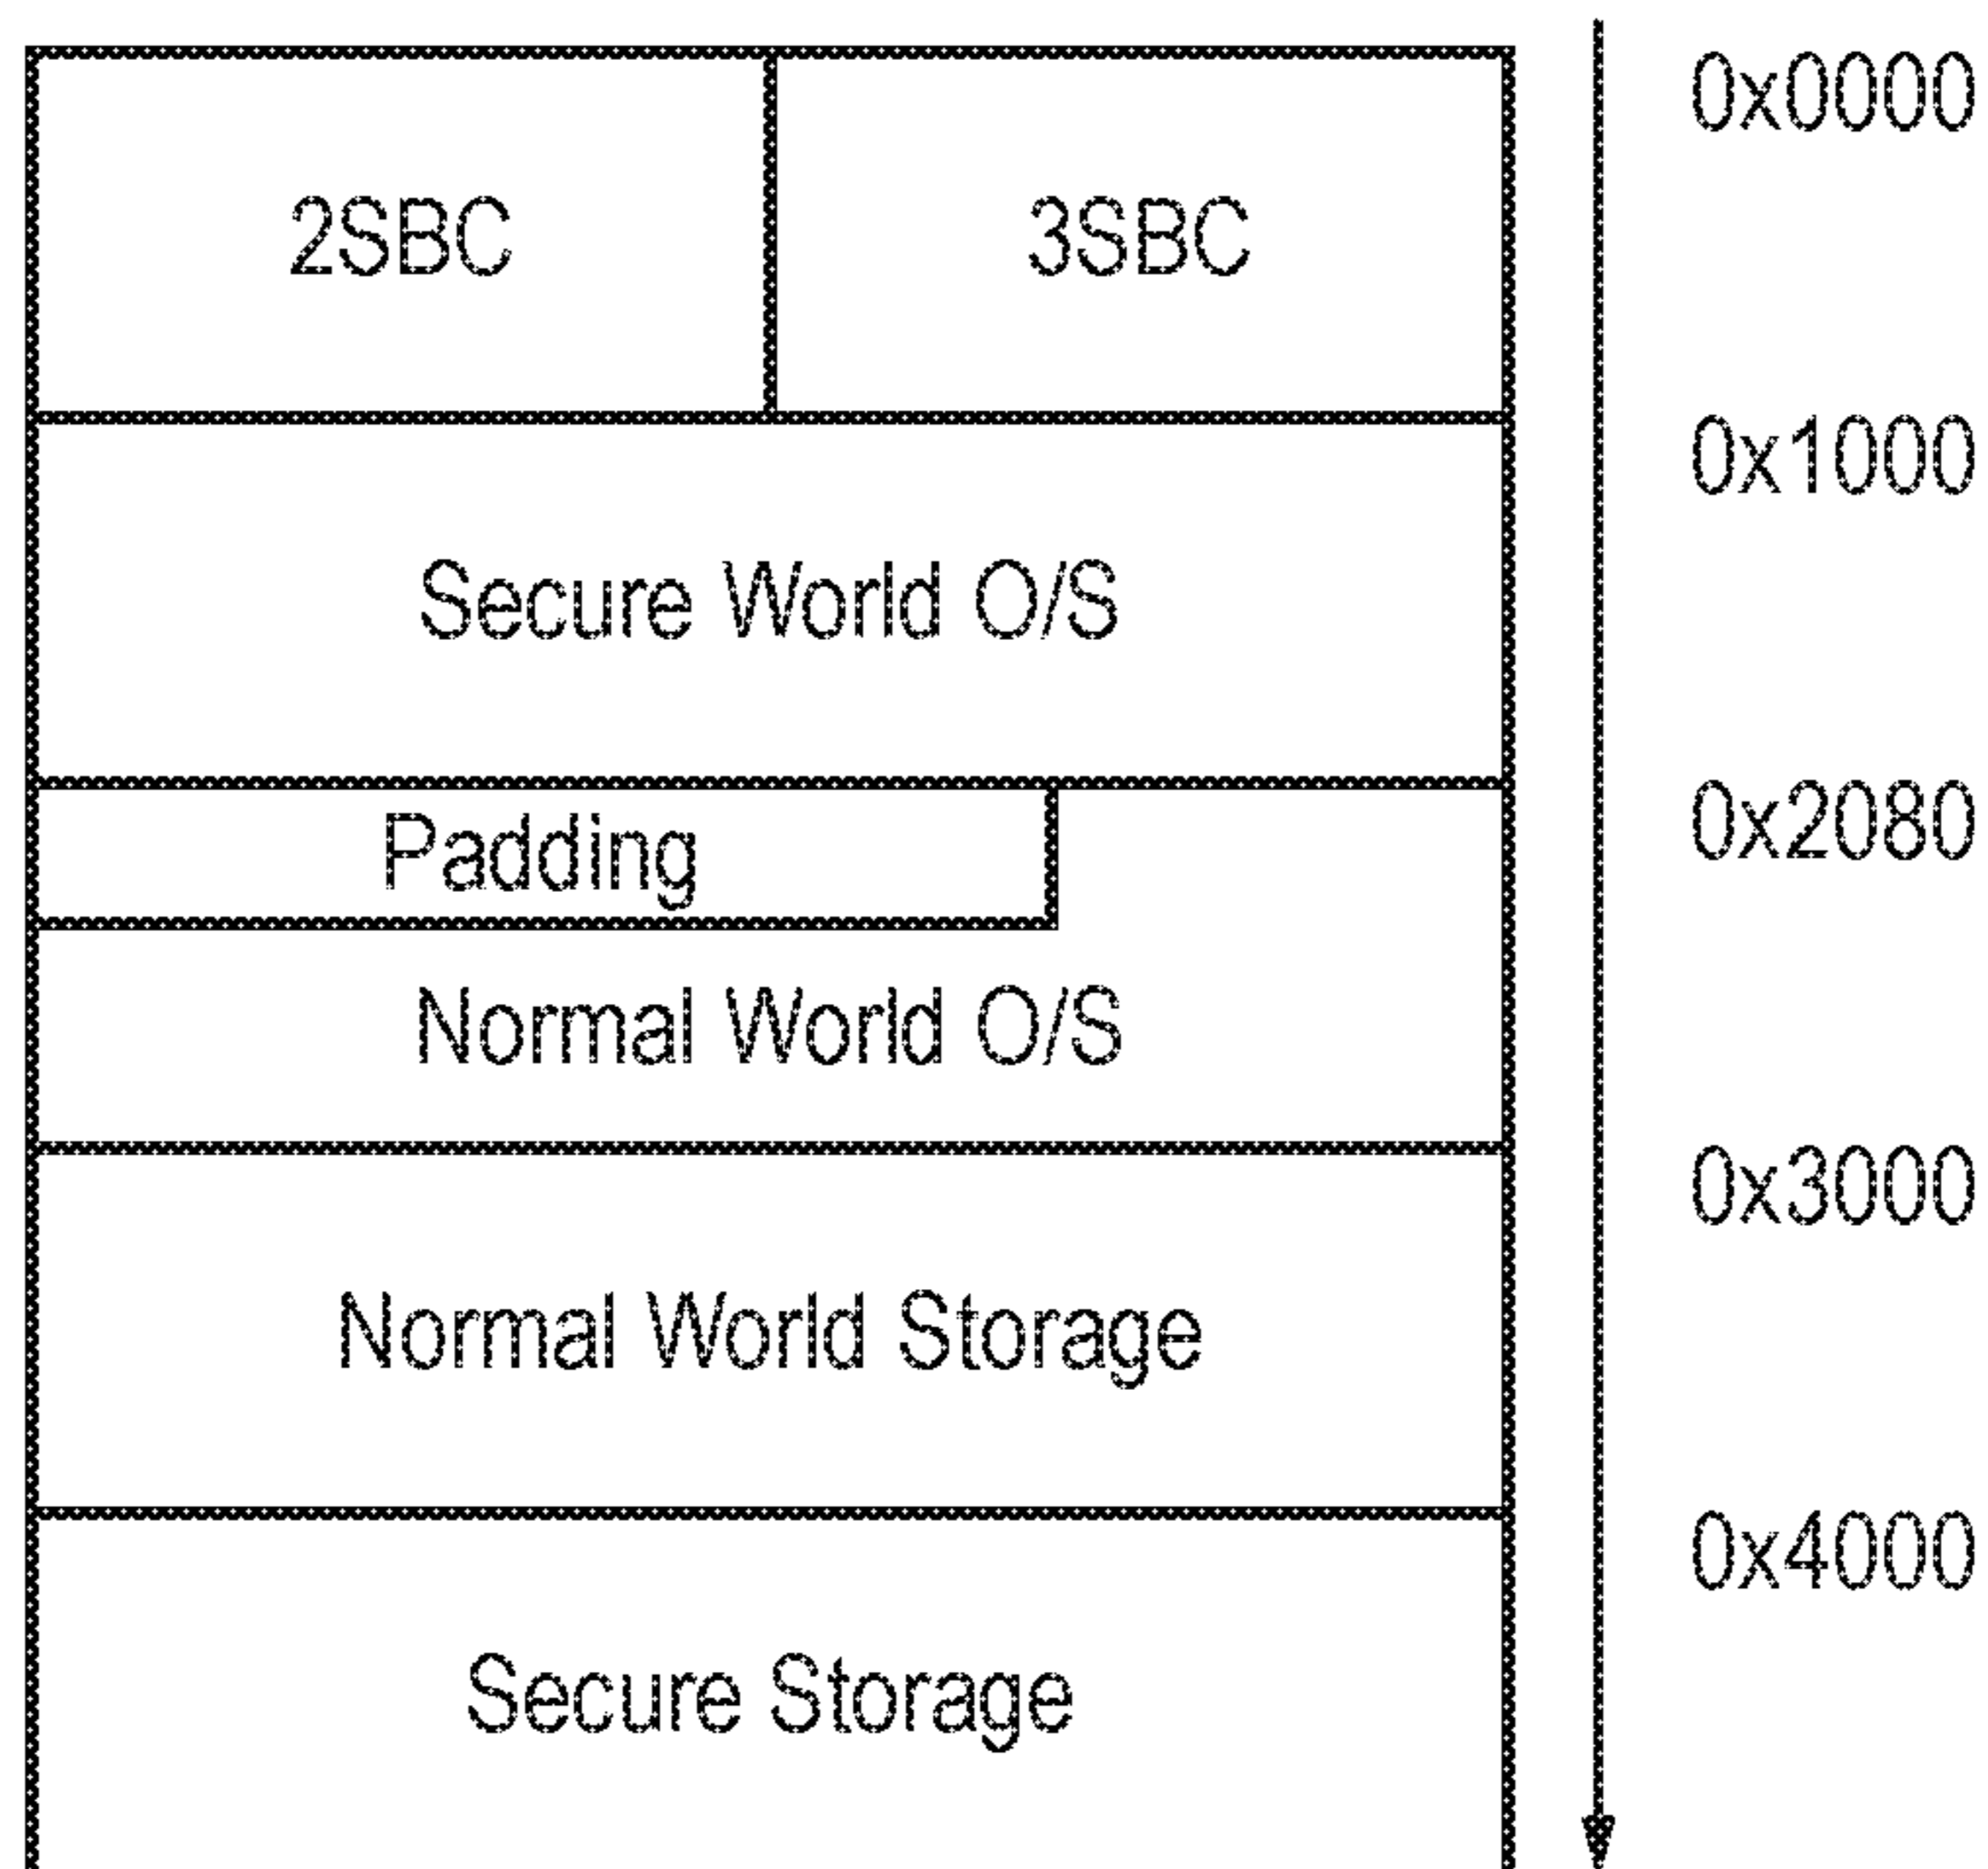 2SBC 3SBC 0x0000
Secure World O/S 0x1000
Padding 0x2080
Normal World O/S
Normal World Storage 0x3000
Secure Storage 0x4000